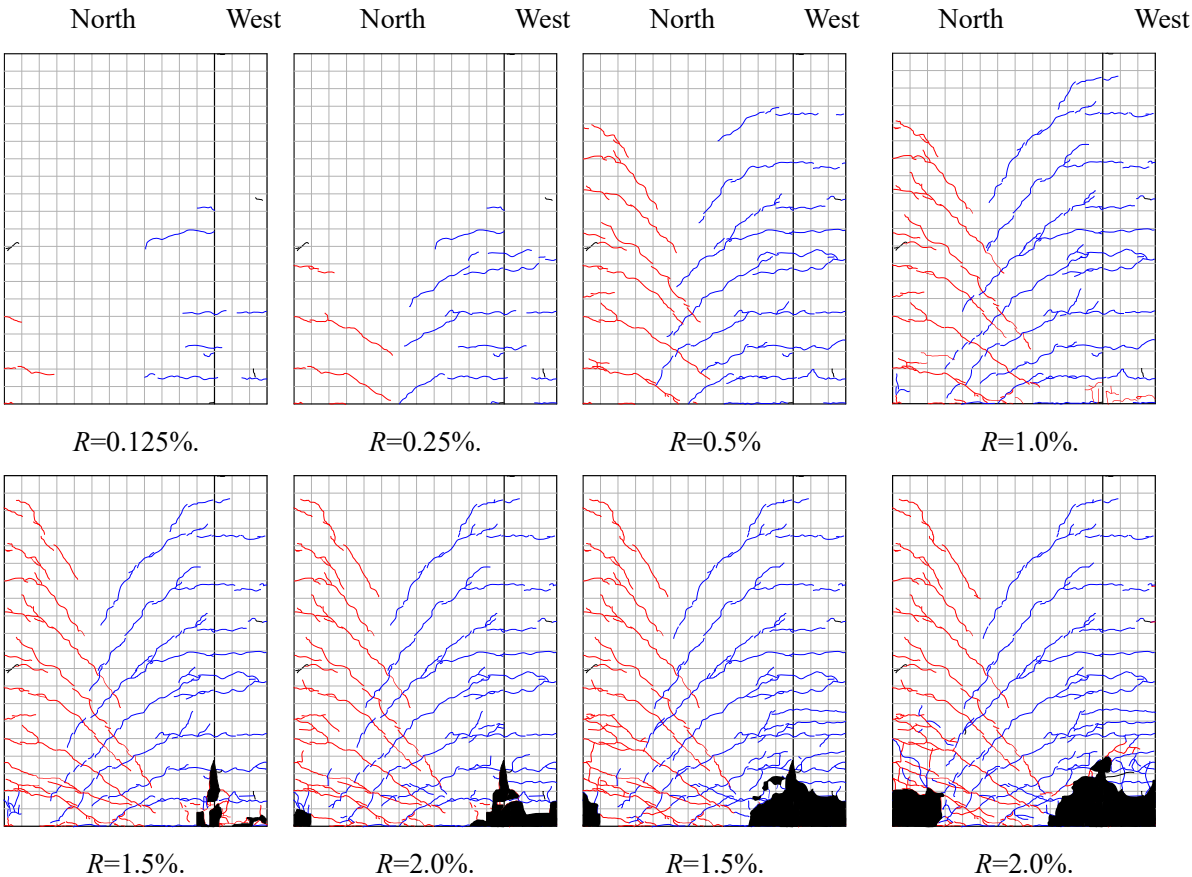 North West North West North West North West
R=0.125%. R=0.25%. R=0.5% R=1.0%.
R=1.5%. R=2.0%. R=1.5%. R=2.0%.